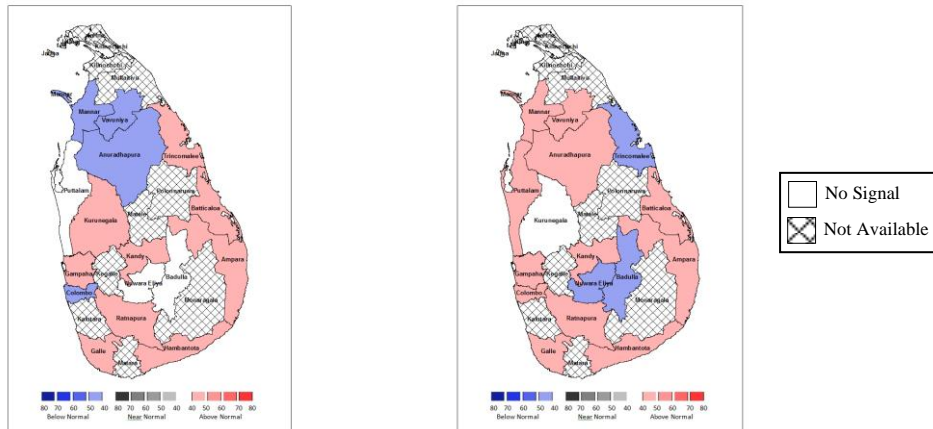 Jaffna
Kilinochchi
Mullaitivu
Mannar
Mannar
Vavuniya
Anuradhapura
Trincomalee
Puttalam
Polonnaruwa
Matale
Batticaloa
Kurunegala
Kandy
Ampara
Gampaha
Kegalle
Badulla
Nuwara Eliya
Colombo
Monaragala
Kalutara
Ratnapura
Galle
Hambantota
Matara
80 70 60 50 40 80 70 60 50 40 40 50 60 70 80
Below Normal Near Normal Above Normal
Jaffna
Kilinochchi
Mullaitivu
Mannar
Mannar
Vavuniya
Anuradhapura
Trincomalee
Puttalam
Polonnaruwa
Matale
Batticaloa
Kurunegala
Kandy
Ampara
Gampaha
Kegalle
Badulla
Nuwara Eliya
Colombo
Monaragala
Kalutara
Ratnapura
Galle
Hambantota
Matara
80 70 60 50 40 80 70 60 50 40 40 50 60 70 80
Below Normal Near Normal Above Normal
No Signal
Not Available